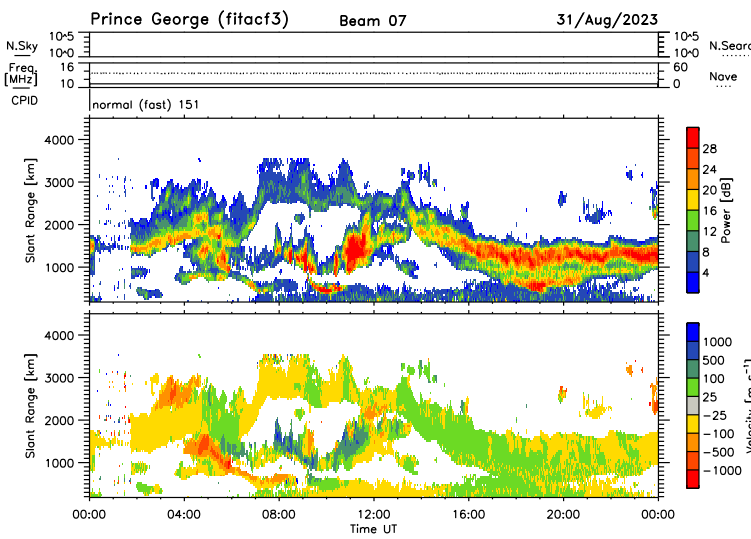 Prince George (fitacf3) Beam 07 31/Aug/2023
N.Sky 10^5 10^0 10^5 10^0 N.Sear
Freq [MHz] 16 10 60 0 Nave
CPID normal (fast) 151
Slant Range [km] 4000 3000 2000 1000
28 24 20 16 12 8 4 Power [dB]
Slant Range [km] 4000 3000 2000 1000
1000 500 100 25 -25 -100 -500 -1000 Velocity [m s^-1]
00:00 04:00 08:00 12:00 16:00 20:00 00:00
Time UT